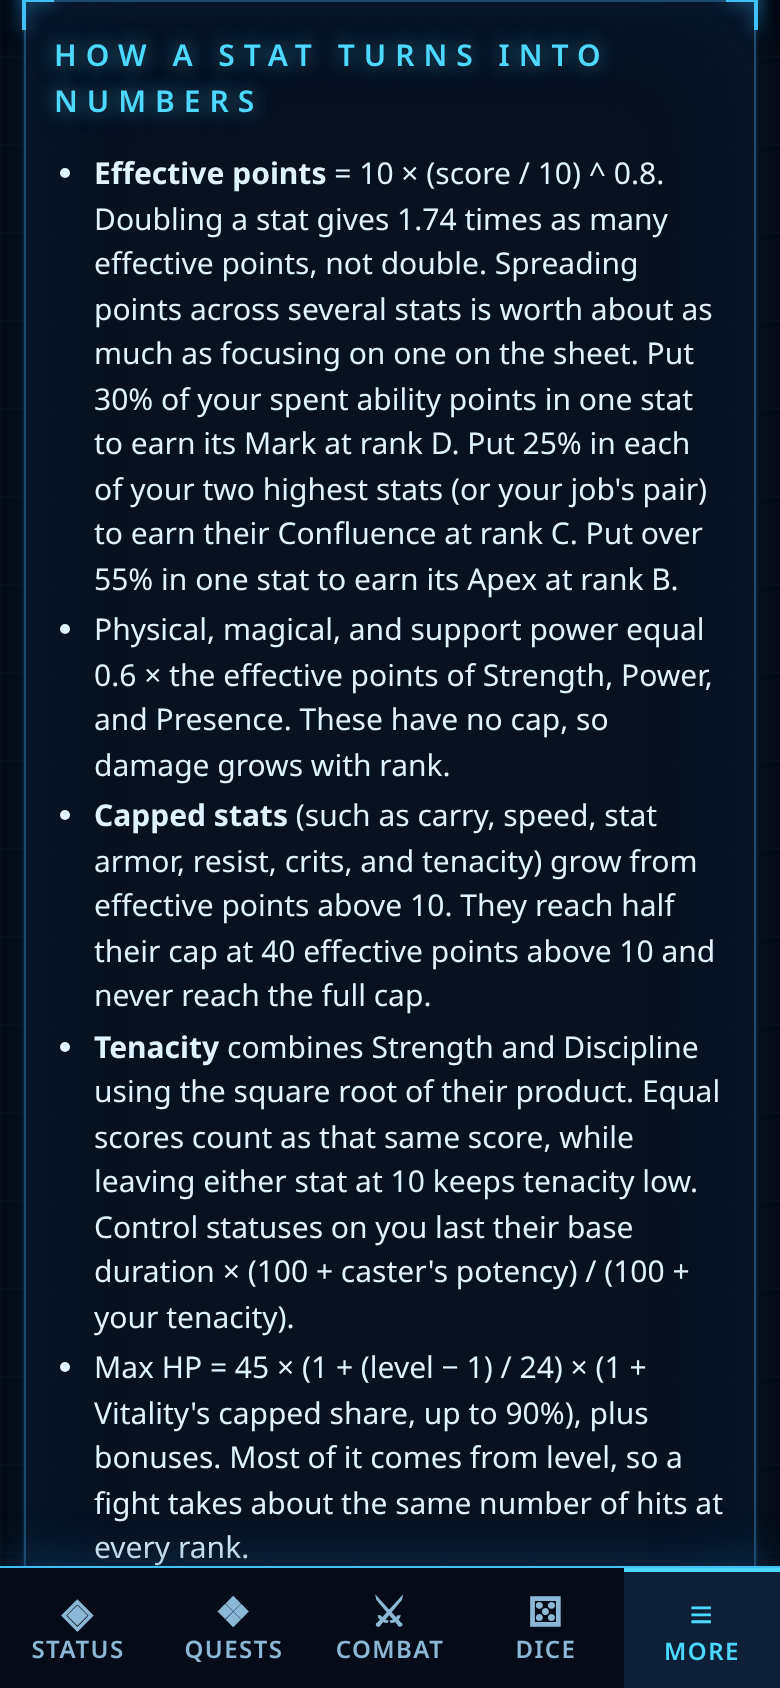 HOW A STAT TURNS INTO
NUMBERS
• Effective points = 10 × (score / 10) ^ 0.8.
Doubling a stat gives 1.74 times as many
effective points, not double. Spreading
points across several stats is worth about as
much as focusing on one on the sheet. Put
30% of your spent ability points in one stat
to earn its Mark at rank D. Put 25% in each
of your two highest stats (or your job's pair)
to earn their Confluence at rank C. Put over
55% in one stat to earn its Apex at rank B.
• Physical, magical, and support power equal
0.6 × the effective points of Strength, Power,
and Presence. These have no cap, so
damage grows with rank.
• Capped stats (such as carry, speed, stat
armor, resist, crits, and tenacity) grow from
effective points above 10. They reach half
their cap at 40 effective points above 10 and
never reach the full cap.
• Tenacity combines Strength and Discipline
using the square root of their product. Equal
scores count as that same score, while
leaving either stat at 10 keeps tenacity low.
Control statuses on you last their base
duration × (100 + caster's potency) / (100 +
your tenacity).
• Max HP = 45 × (1 + (level − 1) / 24) × (1 +
Vitality's capped share, up to 90%), plus
bonuses. Most of it comes from level, so a
fight takes about the same number of hits at
every rank.
STATUS QUESTS COMBAT DICE MORE